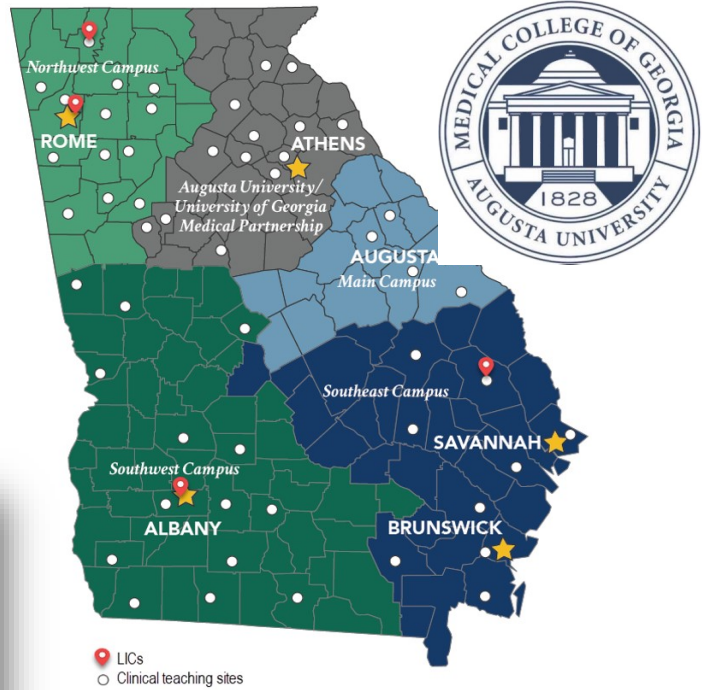 MEDICAL COLLEGE OF GEORGIA
1828
AUGUSTA UNIVERSITY
Northwest Campus
ROME
ATHENS
Augusta University/
University of Georgia
Medical Partnership
AUGUSTA
Main Campus
Southeast Campus
SAVANNAH
Southwest Campus
ALBANY
BRUNSWICK
LICs
Clinical teaching sites